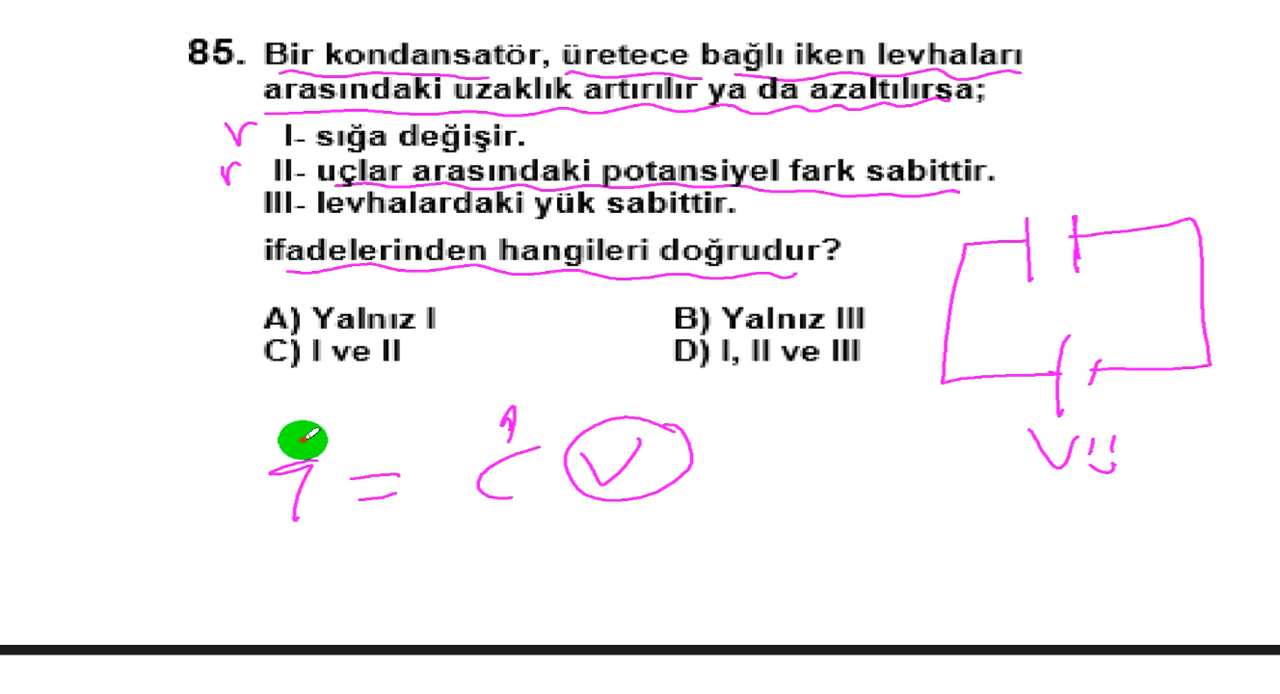 85. Bir kondansatör, üretece bağlı iken levhaları
arasındaki uzaklık artırılır ya da azaltılırsa;
I- sığa değişir.
II- uçlar arasındaki potansiyel fark sabittir.
III- levhalardaki yük sabittir.
ifadelerinden hangileri doğrudur?
A) Yalnız I B) Yalnız III
C) I ve II D) I, II ve III
q = C V
V